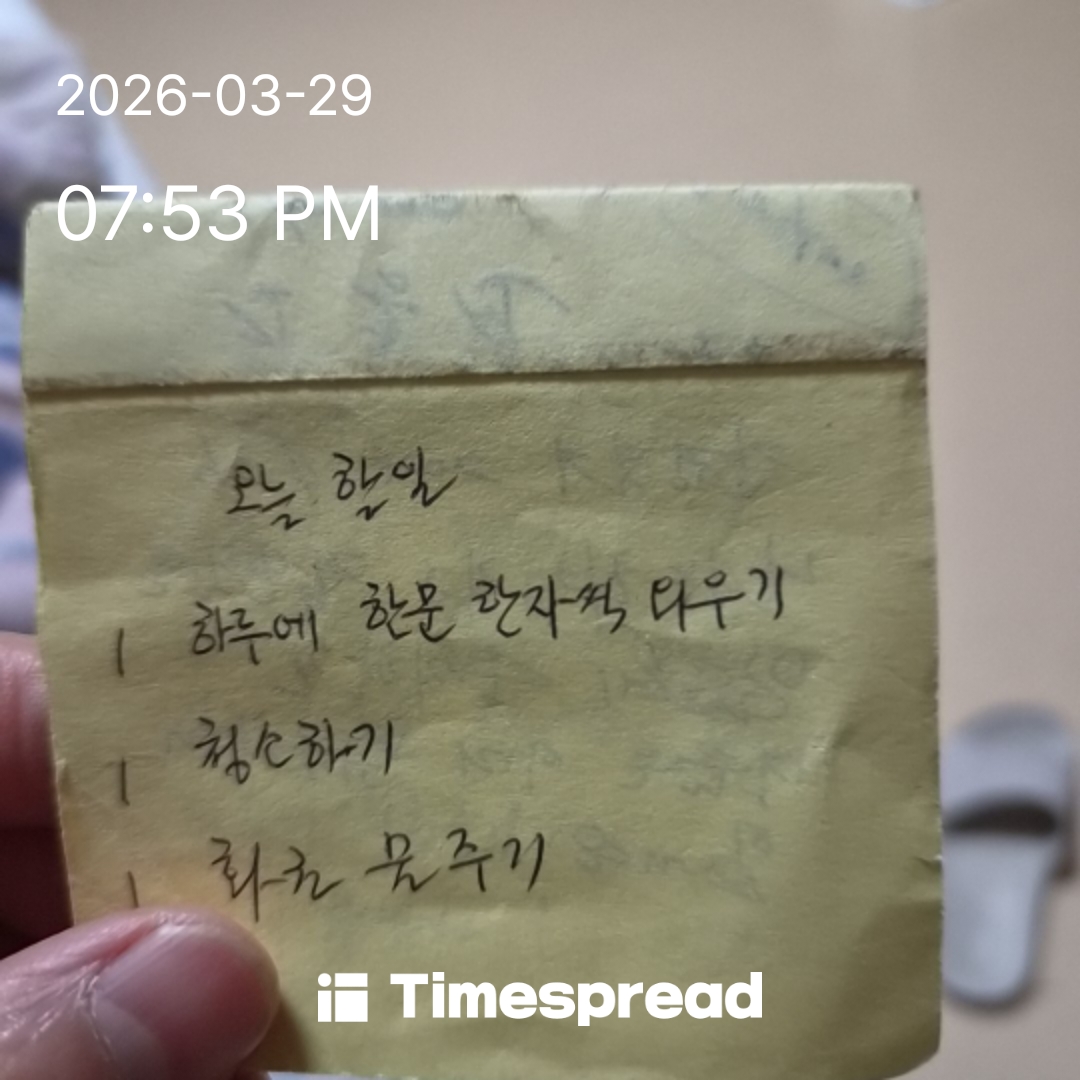 2026-03-29
07:53 PM
오늘 할일
1 하루에 한문 한자씩 외우기
1 청소하기
1 화초 물주기
Timespread